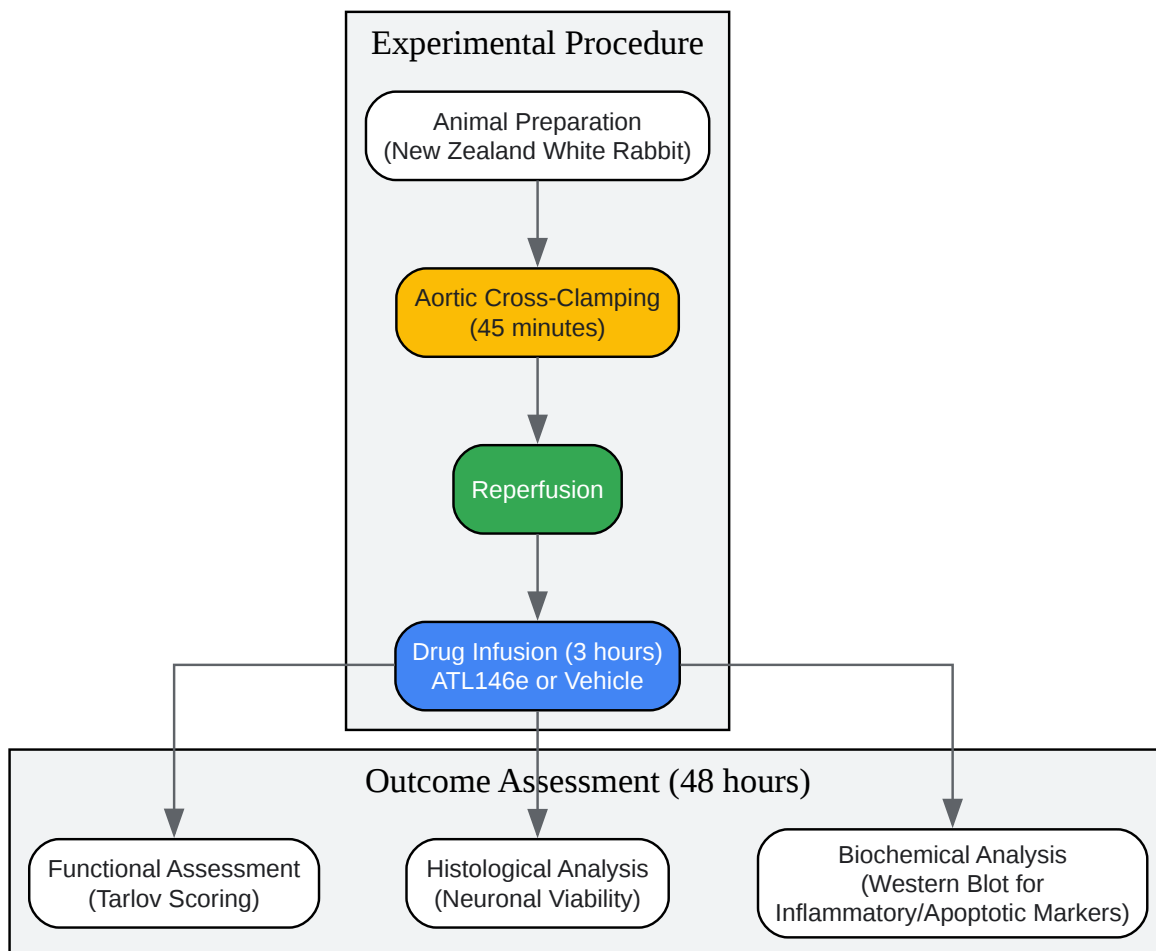 Experimental Procedure
Animal Preparation
(New Zealand White Rabbit)
Aortic Cross-Clamping
(45 minutes)
Reperfusion
Drug Infusion (3 hours)
ATL146e or Vehicle
Outcome Assessment (48 hours)
Functional Assessment
(Tarlov Scoring)
Histological Analysis
(Neuronal Viability)
Biochemical Analysis
(Western Blot for
Inflammatory/Apoptotic Markers)